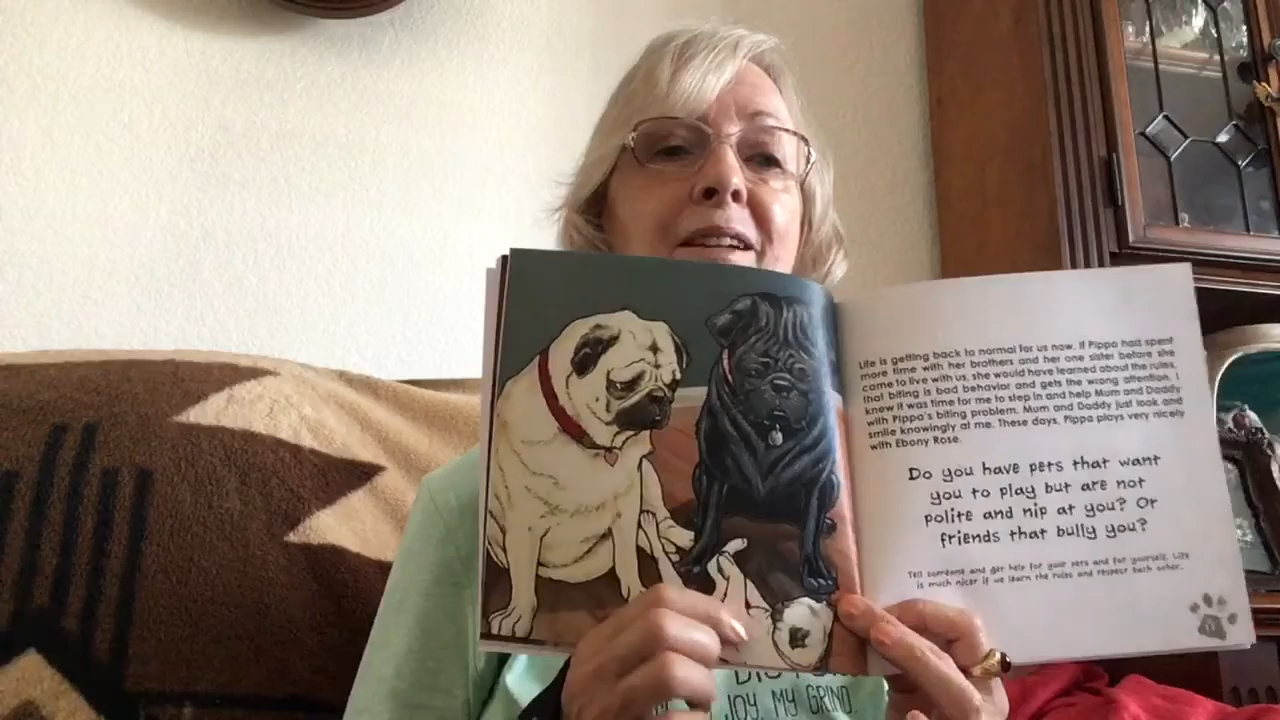 Life is getting back to normal for us now. If Pippa had spent
more time with her brothers and her one sister before she
came to live with us, she would have learned about the rules,
that biting is bad behavior and gets the wrong attention. I
knew it was time for me to step in and help Mum and Daddy
with Pippa's biting problem. Mum and Daddy just look and
smile knowingly at me. These days, Pippa plays very nicely
with Ebony Rose.
Do you have pets that want
you to play but are not
polite and nip at you? Or
friends that bully you?
Tell someone and get help for your pets and for yourself. Life
is much nicer if we learn the rules and respect each other.
JOY. MY GRIND.